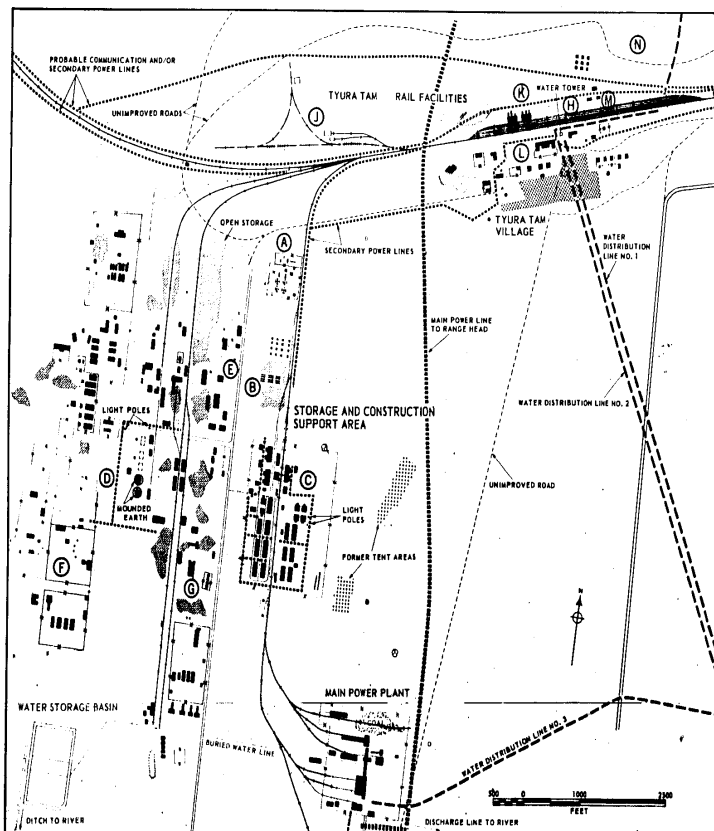 N
PROBABLE COMMUNICATION AND/OR
SECONDARY POWER LINES
WATER TOWER
K
H
M
TYURA TAM
RAIL FACILITIES
UNIMPROVED ROADS
J
L
OPEN STORAGE
A
TYURA TAM
VILLAGE
SECONDARY POWER LINES
WATER
DISTRIBUTION
LINE NO. 1
MAIN POWER LINE
TO RANGE HEAD
E
B
WATER DISTRIBUTION LINE NO. 2
STORAGE AND CONSTRUCTION
SUPPORT AREA
LIGHT POLES
UNIMPROVED ROAD
D
C
MOUNDED
EARTH
LIGHT
POLES
FORMER TENT AREAS
F
G
N
MAIN POWER PLANT
WATER STORAGE BASIN
COAL
BURIED WATER LINE
WATER DISTRIBUTION LINE NO. 3
500 0 1000 2500
FEET
DITCH TO RIVER
DISCHARGE LINE TO RIVER